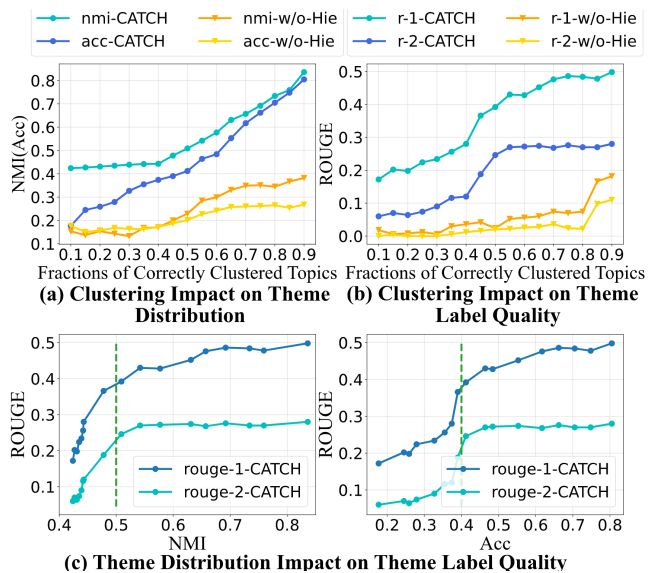 nmi-CATCH nmi-w/o-Hie r-1-CATCH r-1-w/o-Hie
acc-CATCH acc-w/o-Hie r-2-CATCH r-2-w/o-Hie
NMI(Acc)
0.8
0.7
0.6
0.5
0.4
0.3
0.2
0.1
0.1 0.2 0.3 0.4 0.5 0.6 0.7 0.8 0.9
Fractions of Correctly Clustered Topics
(a) Clustering Impact on Theme
Distribution
ROUGE
0.5
0.4
0.3
0.2
0.1
0.0
0.1 0.2 0.3 0.4 0.5 0.6 0.7 0.8 0.9
Fractions of Correctly Clustered Topics
(b) Clustering Impact on Theme
Label Quality
ROUGE
0.5
0.4
0.3
0.2
0.1
rouge-1-CATCH
rouge-2-CATCH
0.4 0.5 0.6 0.7 0.8
NMI
ROUGE
0.5
0.4
0.3
0.2
0.1
rouge-1-CATCH
rouge-2-CATCH
0.2 0.3 0.4 0.5 0.6 0.7 0.8
Acc
(c) Theme Distribution Impact on Theme Label Quality